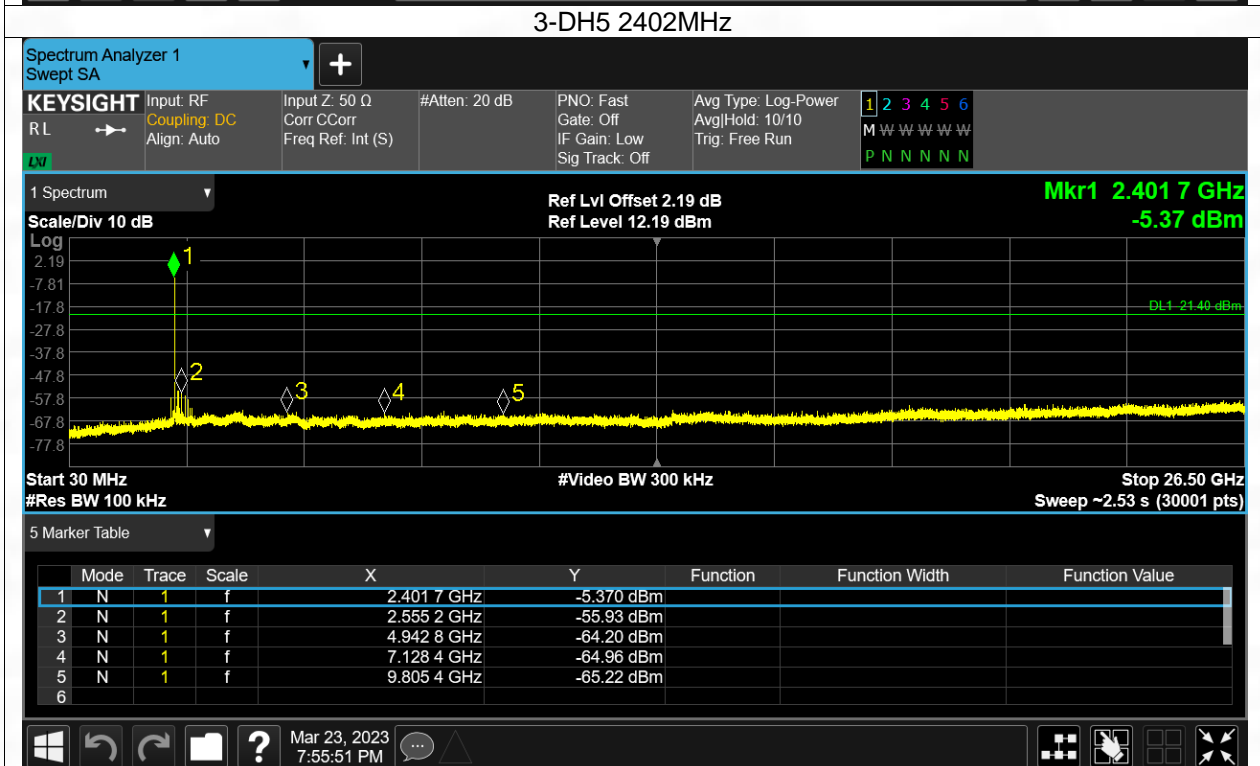 3-DH5 2402MHz
Spectrum Analyzer 1
Swept SA
+
KEYSIGHT Input: RF Input Z: 50 Ω #Atten: 20 dB PNO: Fast Avg Type: Log-Power 1 2 3 4 5 6
RL Coupling: DC Corr CCorr Gate: Off Avg|Hold: 10/10 M W W W W W
Align: Auto Freq Ref: Int (S) IF Gain: Low Trig: Free Run
LXI Sig Track: Off P N N N N N
1 Spectrum
Ref Lvl Offset 2.19 dB Mkr1 2.401 7 GHz
Scale/Div 10 dB Ref Level 12.19 dBm -5.37 dBm
Log
1
2.19
-7.81
-17.8 DL1 -21.40 dBm
-27.8
-37.8
-47.8 2
-57.8 3 4 5
-67.8
-77.8
Start 30 MHz #Video BW 300 kHz Stop 26.50 GHz
#Res BW 100 kHz Sweep ~2.53 s (30001 pts)
5 Marker Table
Mode Trace Scale X Y Function Function Width Function Value
1 N 1 f 2.401 7 GHz -5.370 dBm
2 N 1 f 2.555 2 GHz -55.93 dBm
3 N 1 f 4.942 8 GHz -64.20 dBm
4 N 1 f 7.128 4 GHz -64.96 dBm
5 N 1 f 9.805 4 GHz -65.22 dBm
6
? Mar 23, 2023
7:55:51 PM